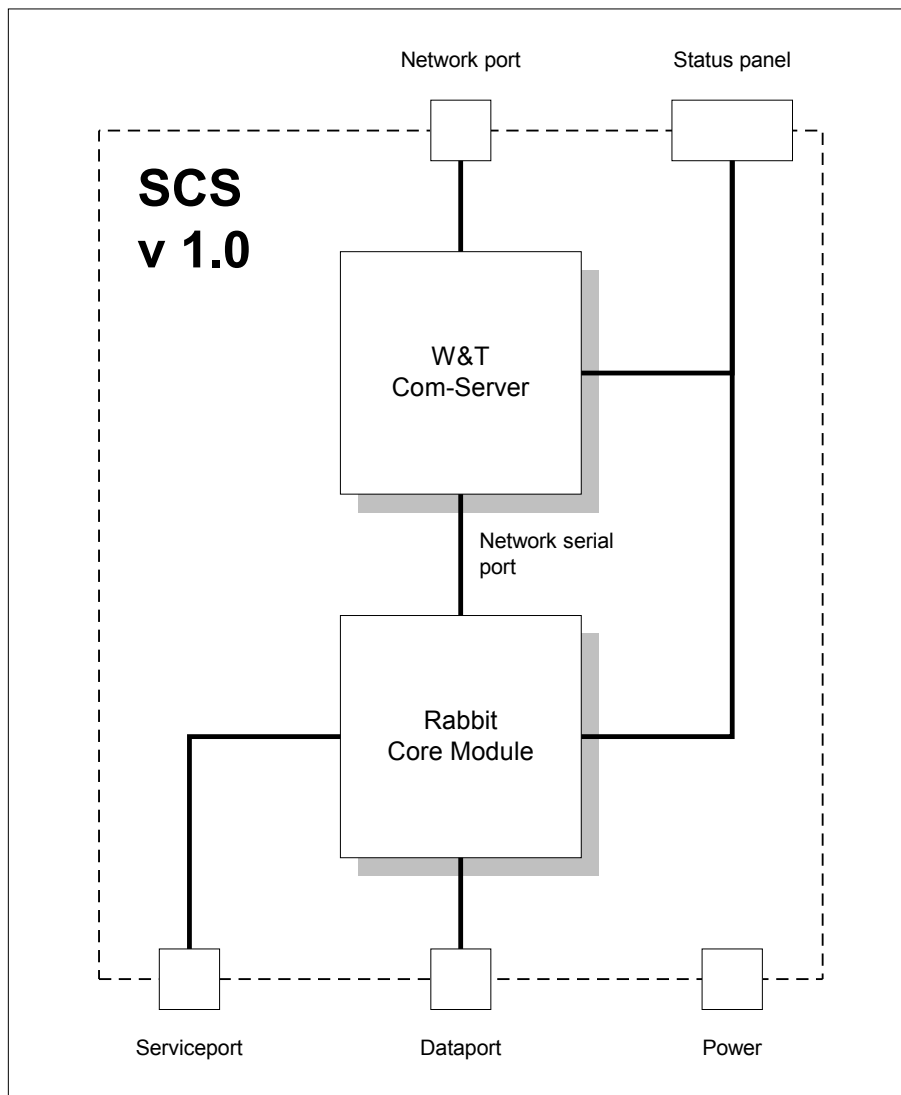 Network port
Status panel
SCS
v 1.0
W&T
Com-Server
Network serial
port
Rabbit
Core Module
Serviceport
Dataport
Power